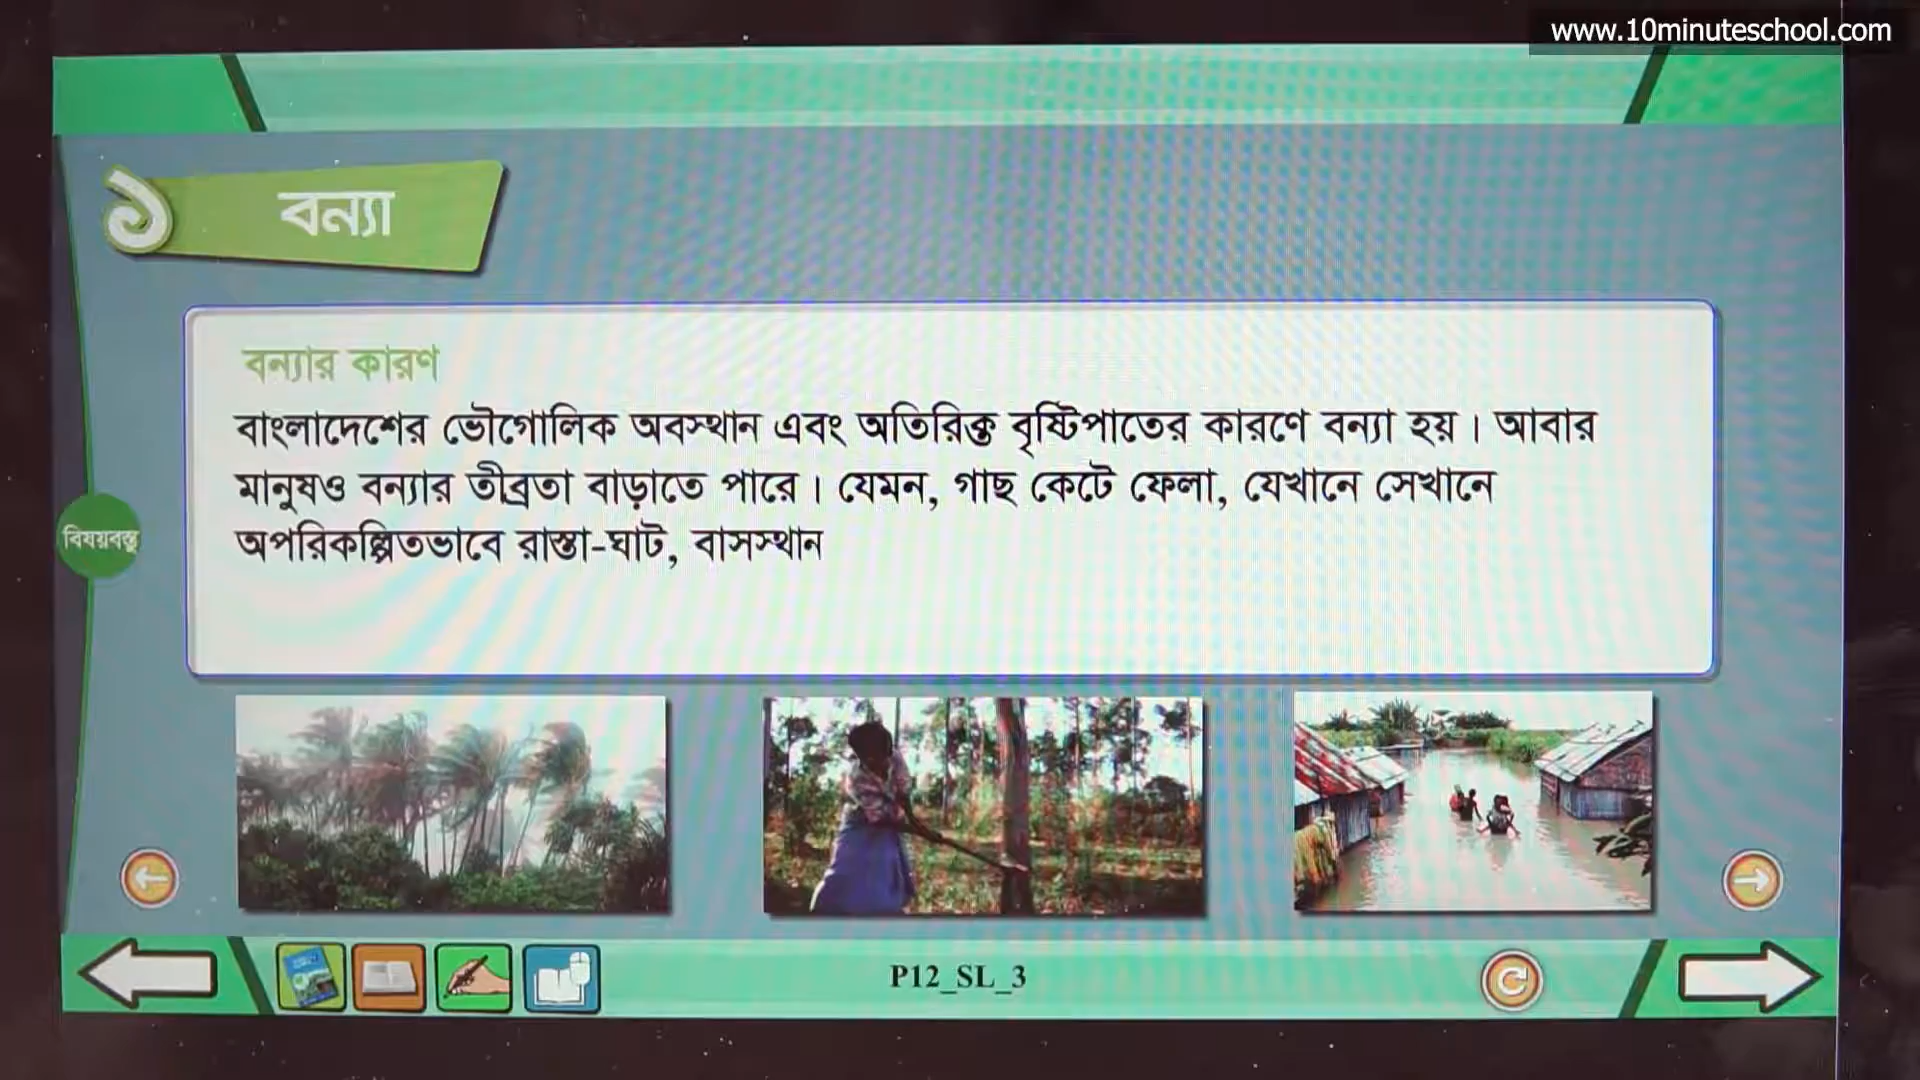 www.10minuteschool.com
১ বন্যা
বন্যার কারণ
বাংলাদেশের ভৌগোলিক অবস্থান এবং অতিরিক্ত বৃষ্টিপাতের কারণে বন্যা হয়। আবার
মানুষও বন্যার তীব্রতা বাড়াতে পারে। যেমন, গাছ কেটে ফেলা, যেখানে সেখানে
অপরিকল্পিতভাবে রাস্তা-ঘাট, বাসস্থান
বিষয়বস্তু
P12_SL_3